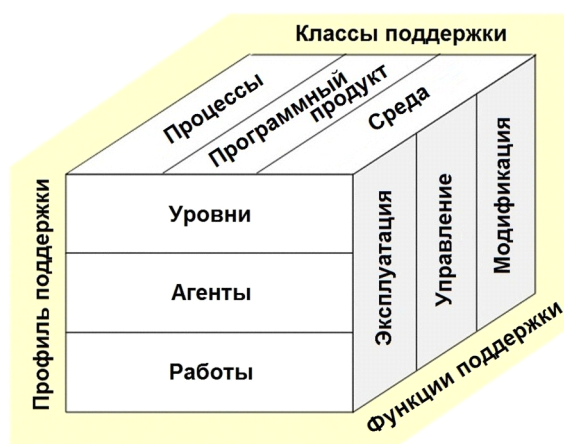 Классы поддержки
Процессы
Программный
продукт
Среда
Профиль поддержки
Уровни
Агенты
Работы
Эксплуатация
Управление
Модификация
Функции поддержки